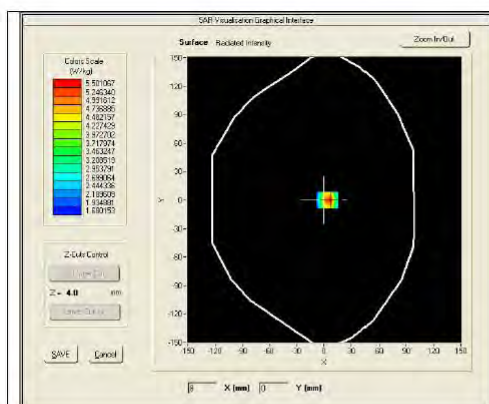 SAR Visualisation Graphical Interface
Surface Radiated Intensity
Zoom In/Out
Colors Scale
(W/kg)
5.501067
5.246340
4.991612
4.736885
4.482157
4.227429
3.972702
3.717974
3.463247
3.208519
2.953791
2.699064
2.444336
2.189609
1.934881
1.680153
Z-Cuts Control
Z = 4.0 mm
SAVE
Cancel
150
120
90
60
30
0
-30
-60
-90
-120
-150
Y
-150 -120 -90 -60 -30 0 30 60 90 120 150
X
X (mm) 0 Y (mm)